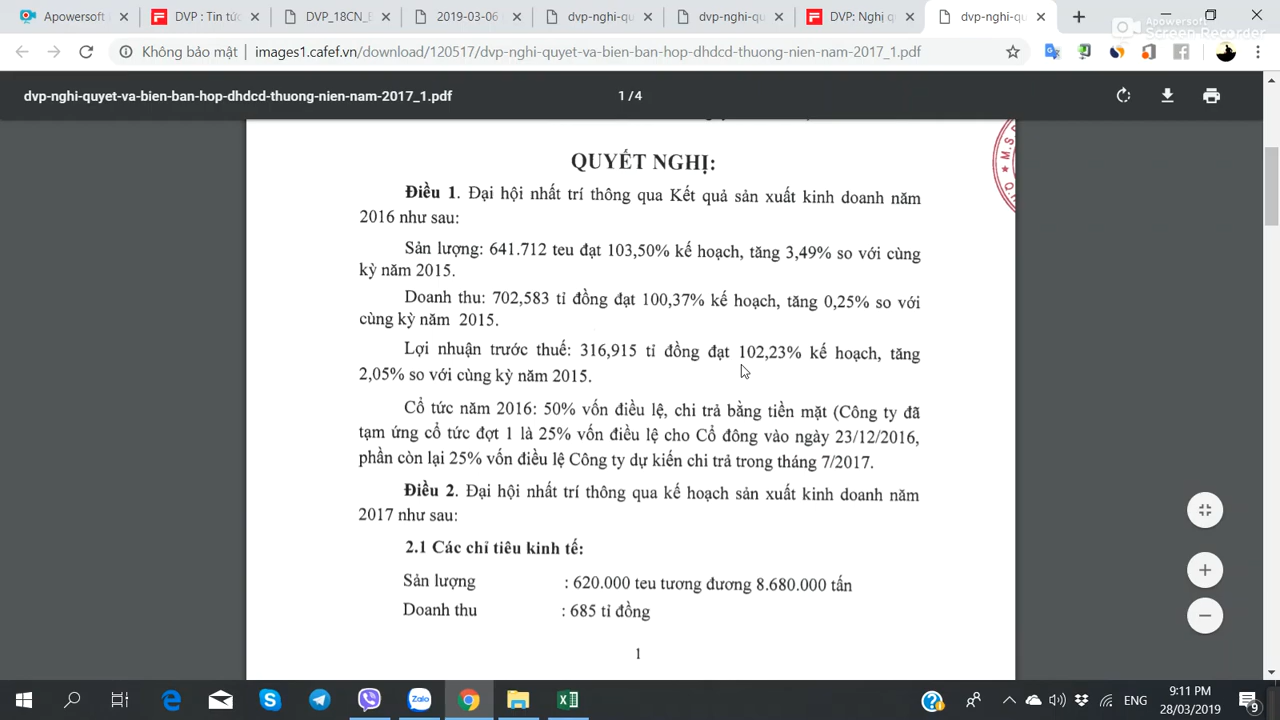 Apowersoft
DVP : Tin tức
DVP_18CN_
2019-03-06
dvp-nghi-qu
dvp-nghi-qu
DVP: Nghị q
dvp-nghi-qu
Apowersoft
Screen Recorder
Không bảo mật
images1.cafef.vn/download/120517/dvp-nghi-quyet-va-bien-ban-hop-dhdcd-thuong-nien-nam-2017_1.pdf
dvp-nghi-quyet-va-bien-ban-hop-dhdcd-thuong-nien-nam-2017_1.pdf
1 / 4
M.S
QUYẾT NGHỊ:
Điều 1. Đại hội nhất trí thông qua Kết quả sản xuất kinh doanh năm
2016 như sau:
Sản lượng: 641.712 teu đạt 103,50% kế hoạch, tăng 3,49% so với cùng
kỳ năm 2015.
Doanh thu: 702,583 tỉ đồng đạt 100,37% kế hoạch, tăng 0,25% so với
cùng kỳ năm 2015.
Lợi nhuận trước thuế: 316,915 tỉ đồng đạt 102,23% kế hoạch, tăng
2,05% so với cùng kỳ năm 2015.
Cổ tức năm 2016: 50% vốn điều lệ, chi trả bằng tiền mặt (Công ty đã
tạm ứng cổ tức đợt 1 là 25% vốn điều lệ cho Cổ đông vào ngày 23/12/2016,
phần còn lại 25% vốn điều lệ Công ty dự kiến chi trả trong tháng 7/2017.
Điều 2. Đại hội nhất trí thông qua kế hoạch sản xuất kinh doanh năm
2017 như sau:
2.1 Các chỉ tiêu kinh tế:
Sản lượng : 620.000 teu tương đương 8.680.000 tấn
Doanh thu : 685 tỉ đồng
1
Zalo
ENG
9:11 PM
28/03/2019
9